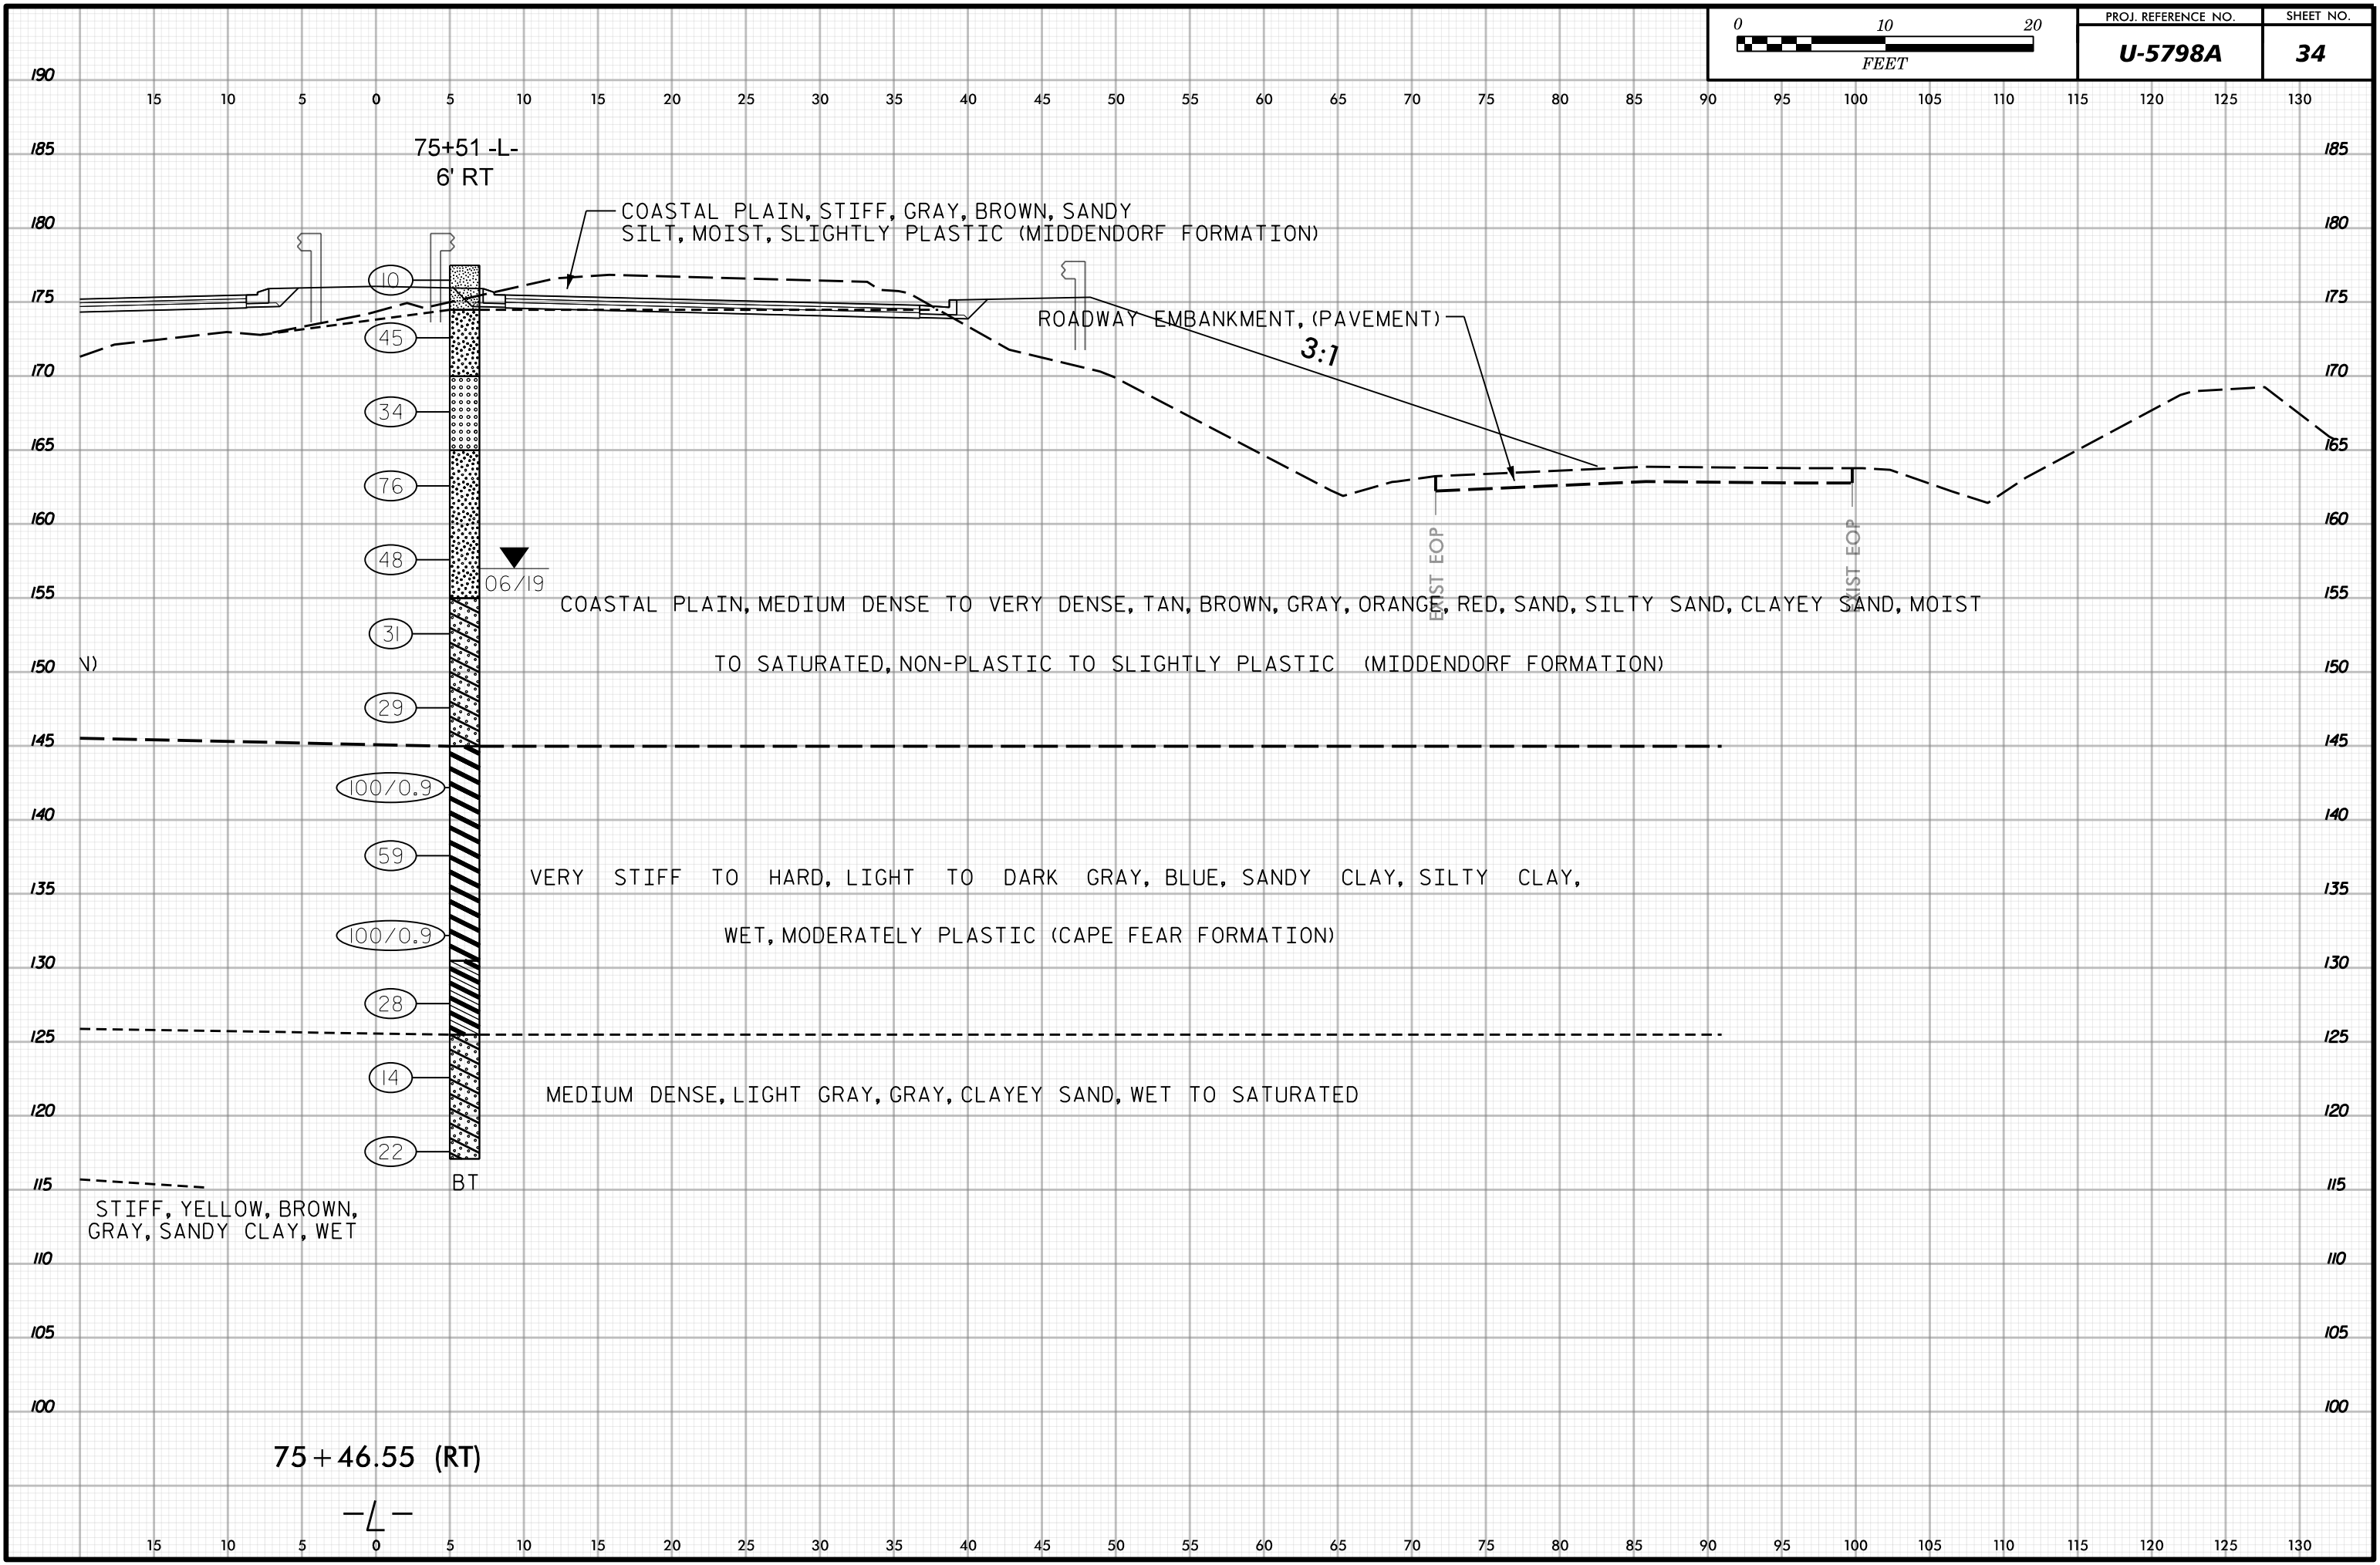 0 10 20
FEET
PROJ. REFERENCE NO. SHEET NO.
U-5798A 34
190
15 10 5 0 5 10 15 20 25 30 35 40 45 50 55 60 65 70 75 80 85 90 95 100 105 110 115 120 125 130
75+51 -L-
6' RT
185 185
COASTAL PLAIN, STIFF, GRAY, BROWN, SANDY
SILT, MOIST, SLIGHTLY PLASTIC (MIDDENDORF FORMATION)
180 180
10
175 175
ROADWAY EMBANKMENT, (PAVEMENT)
45
3:1
170 170
34
165 165
76
160 160
EXIST EOP
EXIST EOP
48
06/19
155 155
COASTAL PLAIN, MEDIUM DENSE TO VERY DENSE, TAN, BROWN, GRAY, ORANGE, RED, SAND, SILTY SAND, CLAYEY SAND, MOIST
31
150 N) 150
TO SATURATED, NON-PLASTIC TO SLIGHTLY PLASTIC (MIDDENDORF FORMATION)
29
145 145
100/0.9
140 140
59
135 135
VERY STIFF TO HARD, LIGHT TO DARK GRAY, BLUE, SANDY CLAY, SILTY CLAY,
100/0.9
WET, MODERATELY PLASTIC (CAPE FEAR FORMATION)
130 130
28
125 125
14
MEDIUM DENSE, LIGHT GRAY, GRAY, CLAYEY SAND, WET TO SATURATED
120 120
22
BT
115 115
STIFF, YELLOW, BROWN,
GRAY, SANDY CLAY, WET
110 110
105 105
100 100
75+46.55 (RT)
-L-
15 10 5 0 5 10 15 20 25 30 35 40 45 50 55 60 65 70 75 80 85 90 95 100 105 110 115 120 125 130